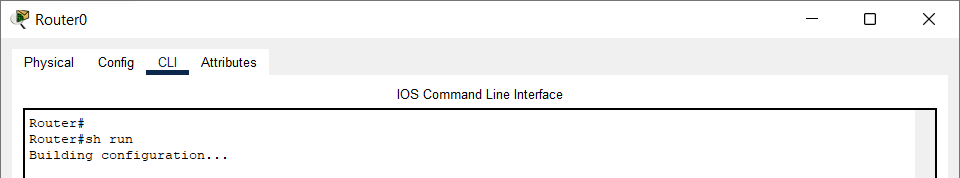 Router0
Physical Config CLI Attributes
IOS Command Line Interface
Router#
Router#sh run
Building configuration...